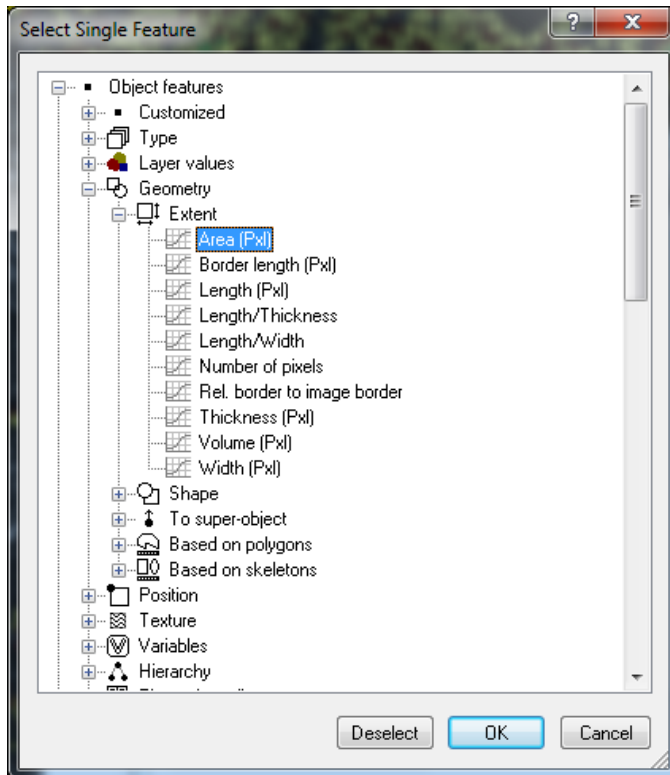 Select Single Feature
Object features
Customized
Type
Layer values
Geometry
Extent
Area (Pxl)
Border length (Pxl)
Length (Pxl)
Length/Thickness
Length/Width
Number of pixels
Rel. border to image border
Thickness (Pxl)
Volume (Pxl)
Width (Pxl)
Shape
To super-object
Based on polygons
Based on skeletons
Position
Texture
Variables
Hierarchy
Deselect OK Cancel